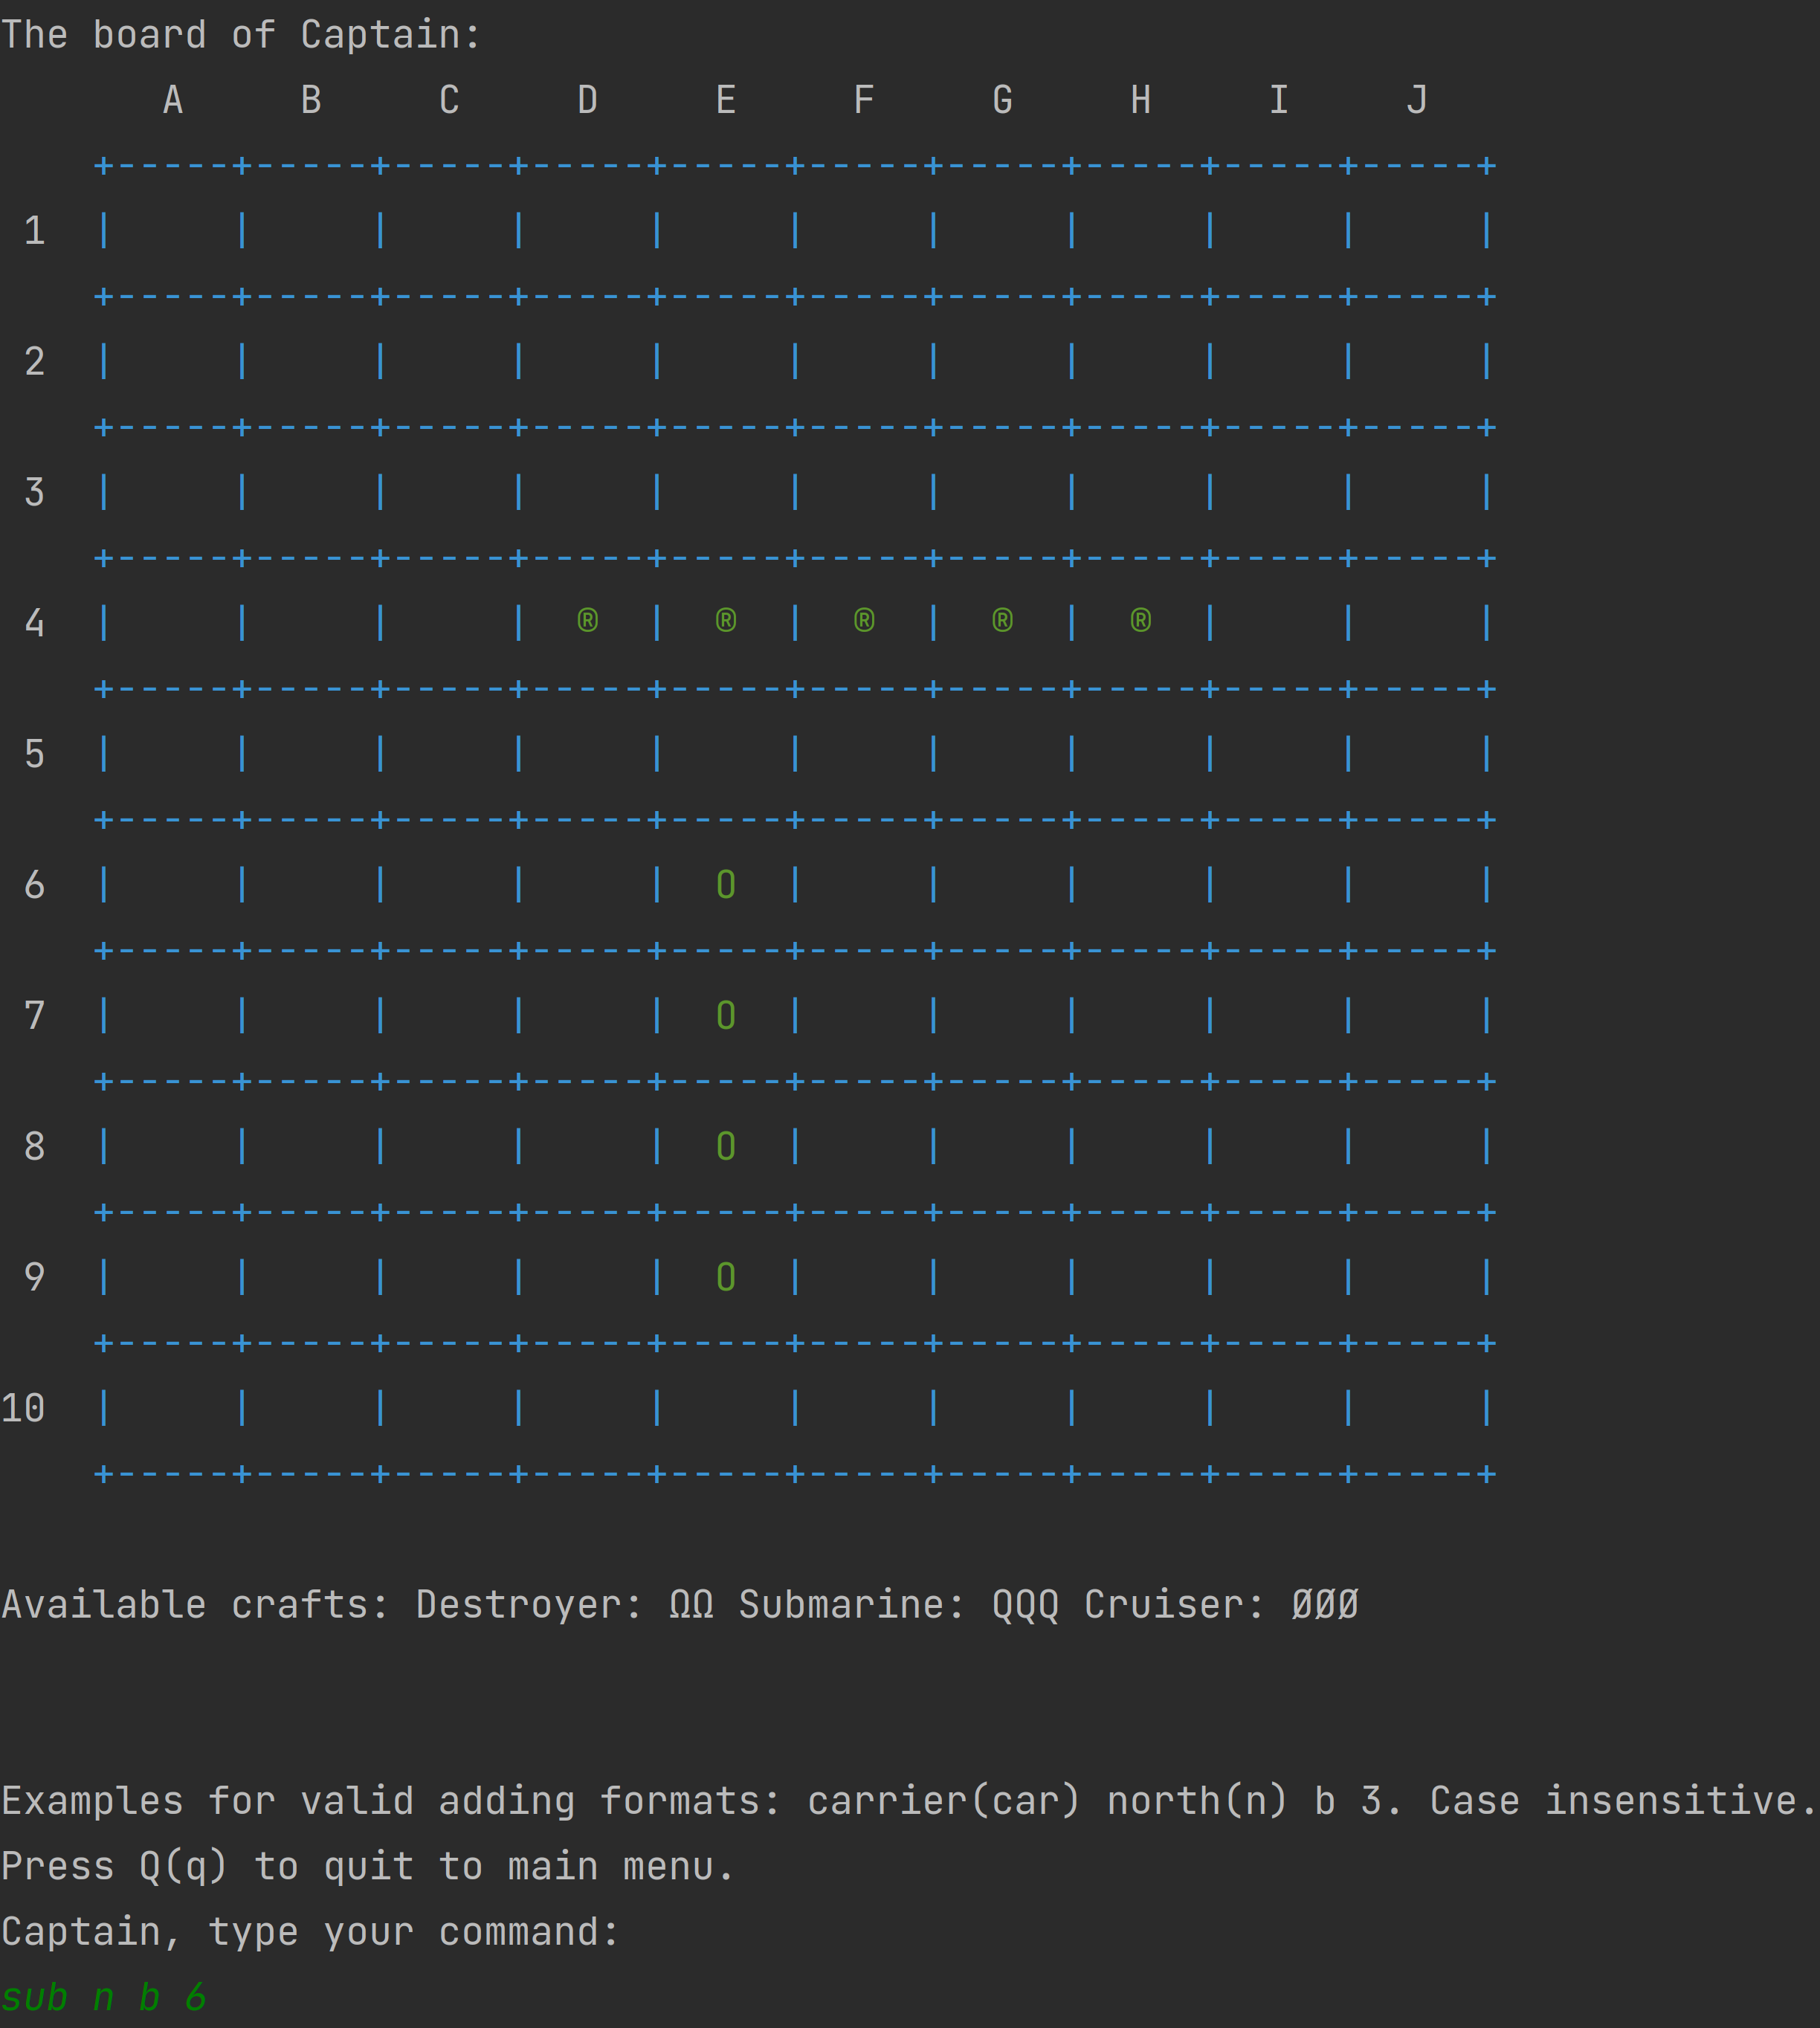 The board of Captain:
       A     B     C     D     E     F     G     H     I     J
    +-----+-----+-----+-----+-----+-----+-----+-----+-----+-----+
 1  |     |     |     |     |     |     |     |     |     |     |
    +-----+-----+-----+-----+-----+-----+-----+-----+-----+-----+
 2  |     |     |     |     |     |     |     |     |     |     |
    +-----+-----+-----+-----+-----+-----+-----+-----+-----+-----+
 3  |     |     |     |     |     |     |     |     |     |     |
    +-----+-----+-----+-----+-----+-----+-----+-----+-----+-----+
 4  |     |     |     |  ®  |  ®  |  ®  |  ®  |  ®  |     |     |
    +-----+-----+-----+-----+-----+-----+-----+-----+-----+-----+
 5  |     |     |     |     |     |     |     |     |     |     |
    +-----+-----+-----+-----+-----+-----+-----+-----+-----+-----+
 6  |     |     |     |     |  O  |     |     |     |     |     |
    +-----+-----+-----+-----+-----+-----+-----+-----+-----+-----+
 7  |     |     |     |     |  O  |     |     |     |     |     |
    +-----+-----+-----+-----+-----+-----+-----+-----+-----+-----+
 8  |     |     |     |     |  O  |     |     |     |     |     |
    +-----+-----+-----+-----+-----+-----+-----+-----+-----+-----+
 9  |     |     |     |     |  O  |     |     |     |     |     |
    +-----+-----+-----+-----+-----+-----+-----+-----+-----+-----+
10  |     |     |     |     |     |     |     |     |     |     |
    +-----+-----+-----+-----+-----+-----+-----+-----+-----+-----+
Available crafts: Destroyer: ΩΩ Submarine: QQQ Cruiser: ØØØ
Examples for valid adding formats: carrier(car) north(n) b 3. Case insensitive.
Press Q(q) to quit to main menu.
Captain, type your command:
sub n b 6